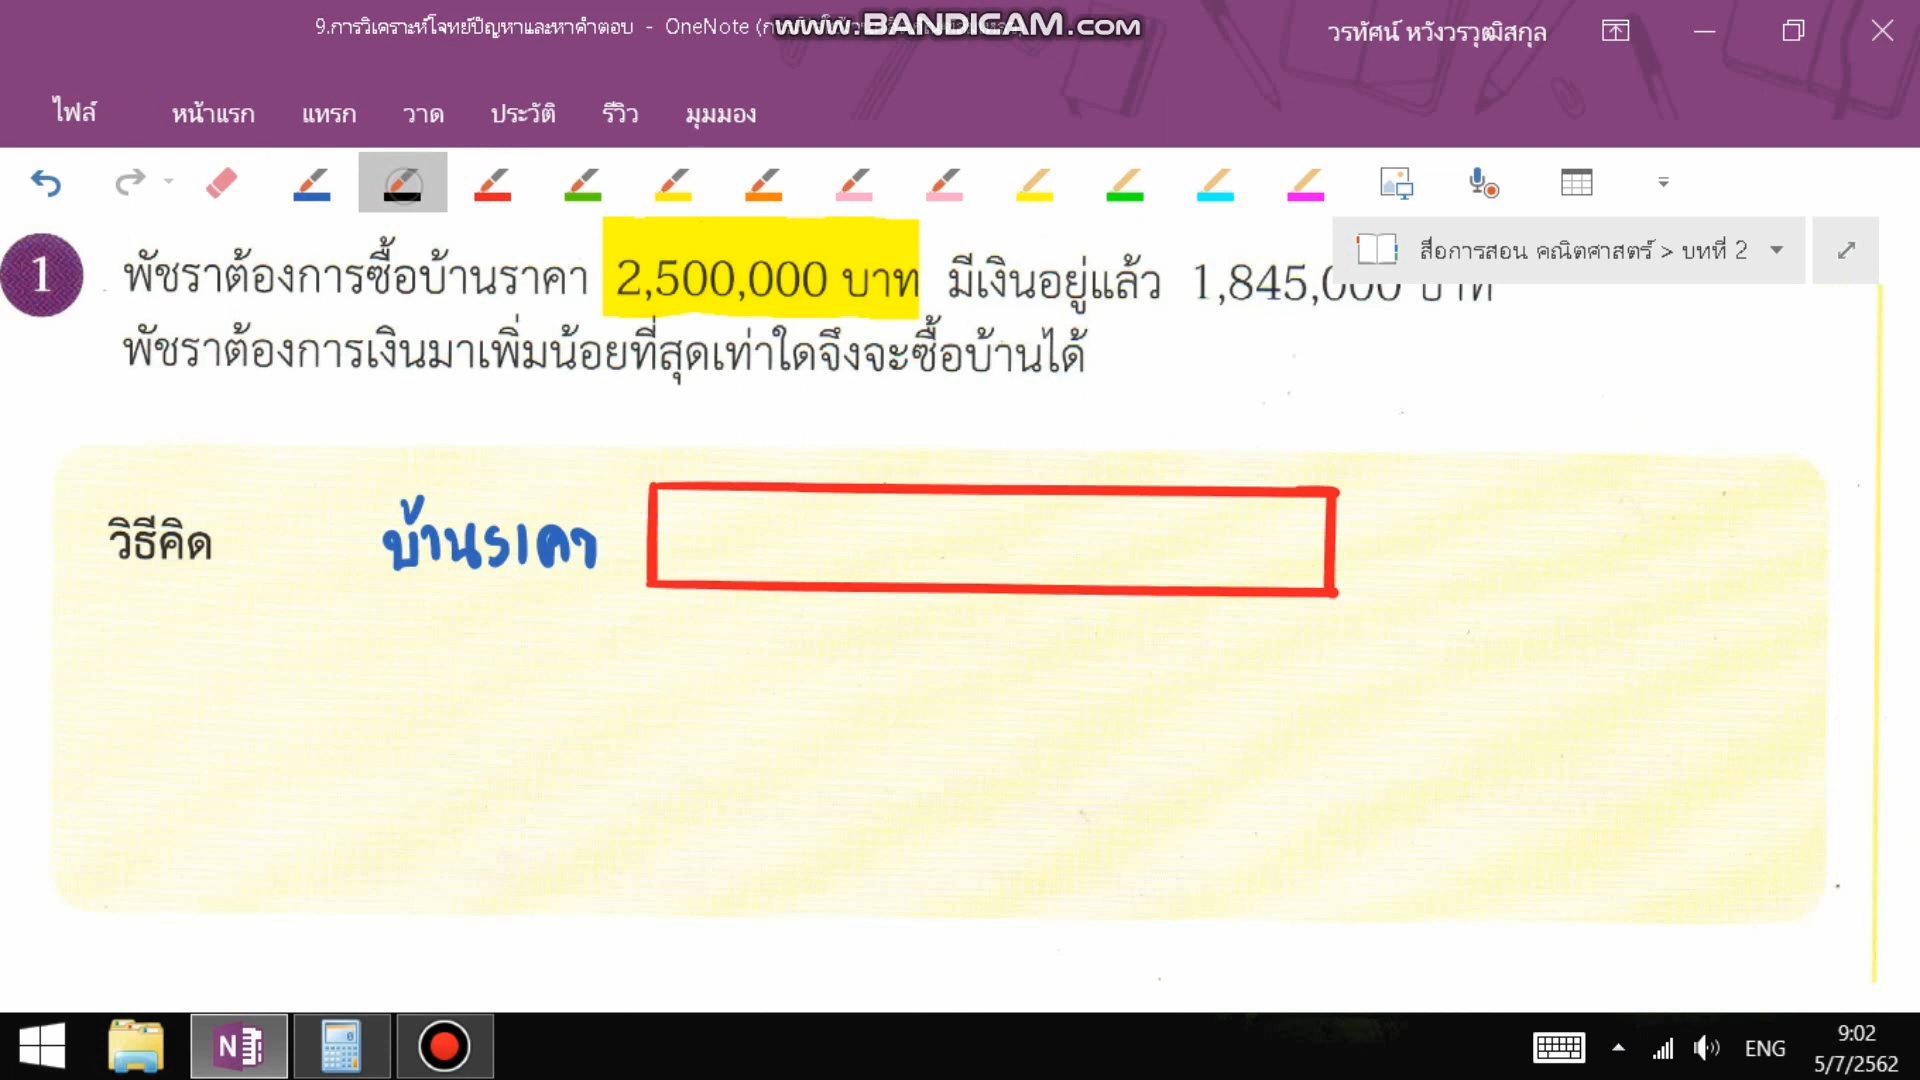 9.การวิเคราะห์โจทย์ปัญหาและหาคำตอบ - OneNote
www.BANDICAM.com
วรทัศน์ หวังวรวุฒิสกุล
ไฟล์ หน้าแรก แทรก วาด ประวัติ รีวิว มุมมอง
สื่อการสอน คณิตศาสตร์ > บทที่ 2
1 พัชราต้องการซื้อบ้านราคา 2,500,000 บาท มีเงินอยู่แล้ว 1,845,000 บาท
พัชราต้องการเงินมาเพิ่มน้อยที่สุดเท่าใดจึงจะซื้อบ้านได้
วิธีคิด บ้านราคา
ENG
9:02
5/7/2562